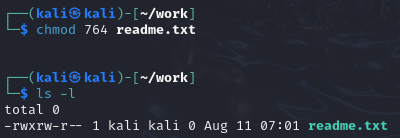 ┌──(kali㉿kali)-[~/work]
└─$ chmod 764 readme.txt
┌──(kali㉿kali)-[~/work]
└─$ ls -l
total 0
-rwxrw-r-- 1 kali kali 0 Aug 11 07:01 readme.txt